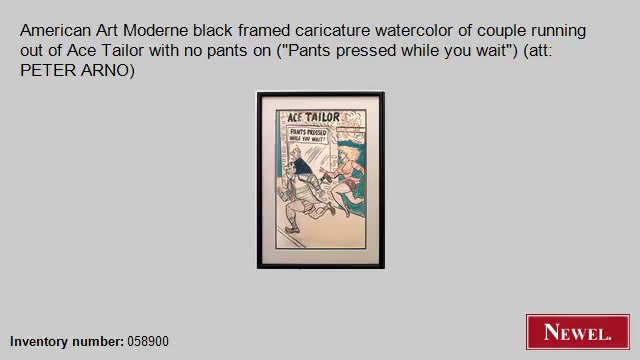 American Art Moderne black framed caricature watercolor of couple running
out of Ace Tailor with no pants on ("Pants pressed while you wait") (att:
PETER ARNO)
ACE TAILOR
PANTS PRESSED
WHILE YOU WAIT!
Inventory number: 058900
NEWEL.